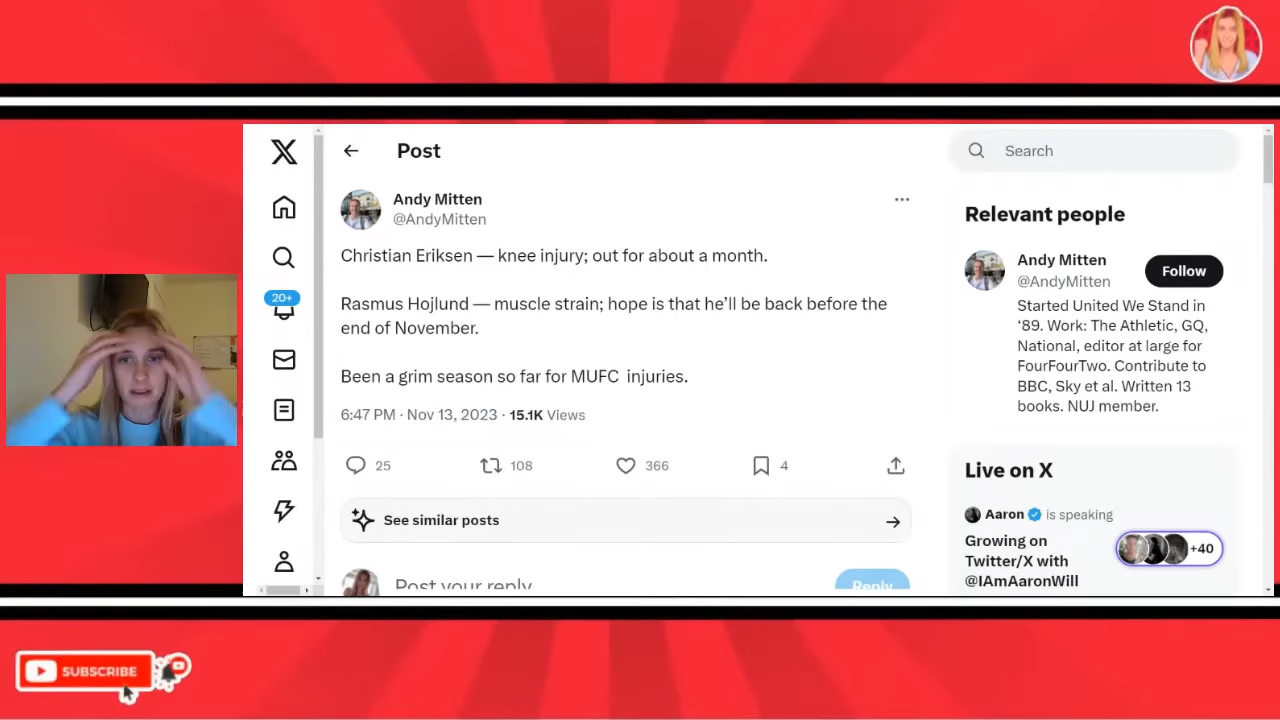 Post
Search
Andy Mitten
@AndyMitten
Christian Eriksen — knee injury; out for about a month.
Rasmus Hojlund — muscle strain; hope is that he’ll be back before the
end of November.
Been a grim season so far for MUFC injuries.
6:47 PM · Nov 13, 2023 · 15.1K Views
25
108
366
4
See similar posts
Post your reply
Reply
20+
Relevant people
Andy Mitten
@AndyMitten
Follow
Started United We Stand in
‘89. Work: The Athletic, GQ,
National, editor at large for
FourFourTwo. Contribute to
BBC, Sky et al. Written 13
books. NUJ member.
Live on X
Aaron is speaking
Growing on
Twitter/X with
@IAmAaronWill
+40
SUBSCRIBE